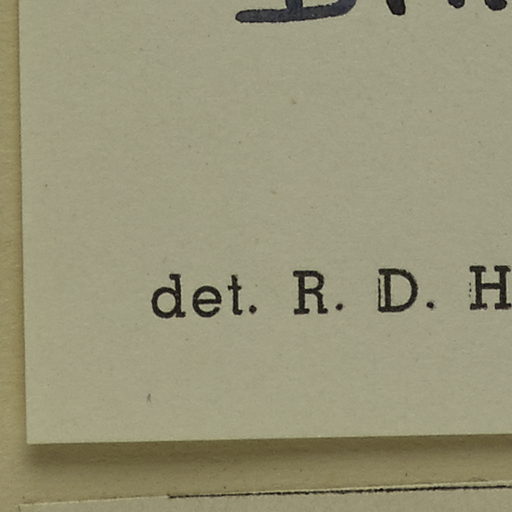 det. R. D. H